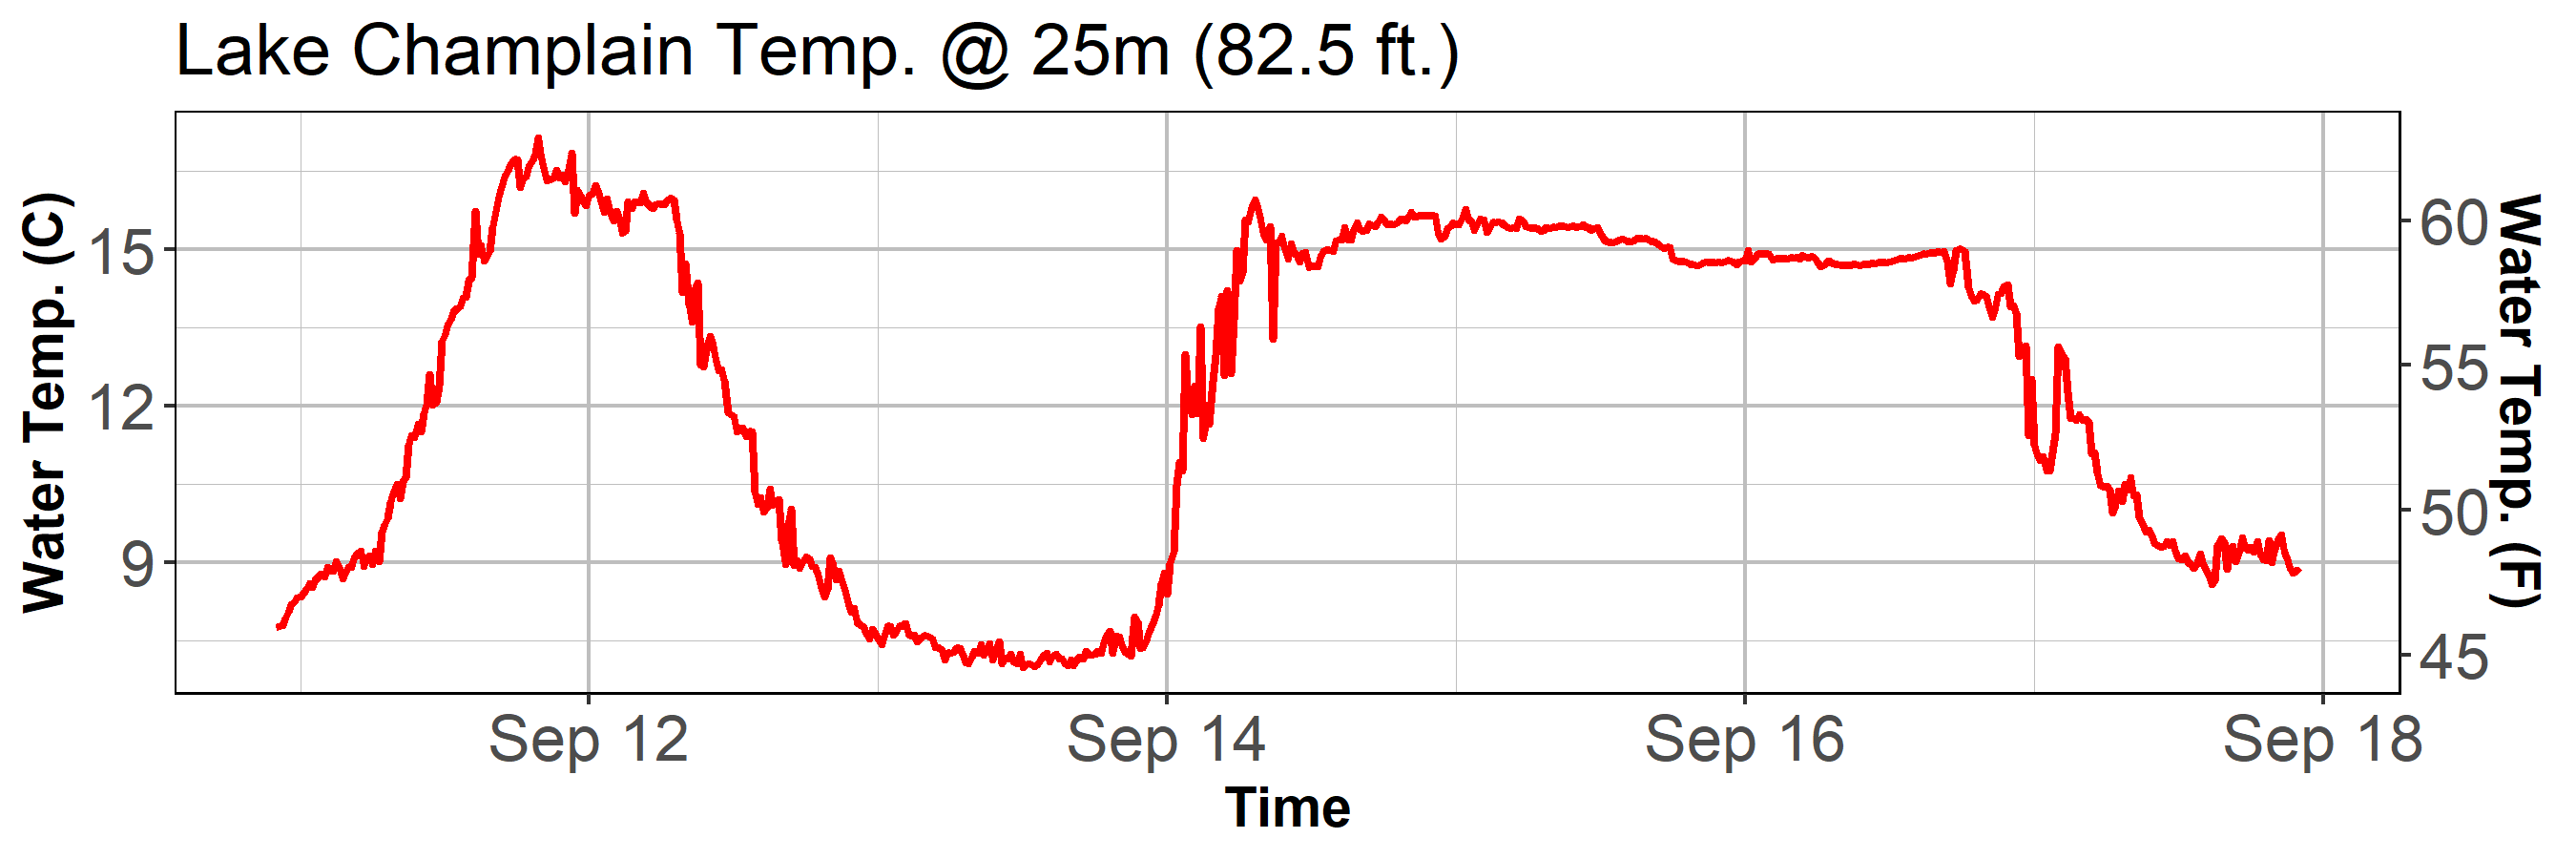 Lake Champlain Temp. @ 25m (82.5 ft.)
Water Temp. (C)
15
12
9
60
55
50
45
Water Temp. (F)
Sep 12
Sep 14
Sep 16
Sep 18
Time